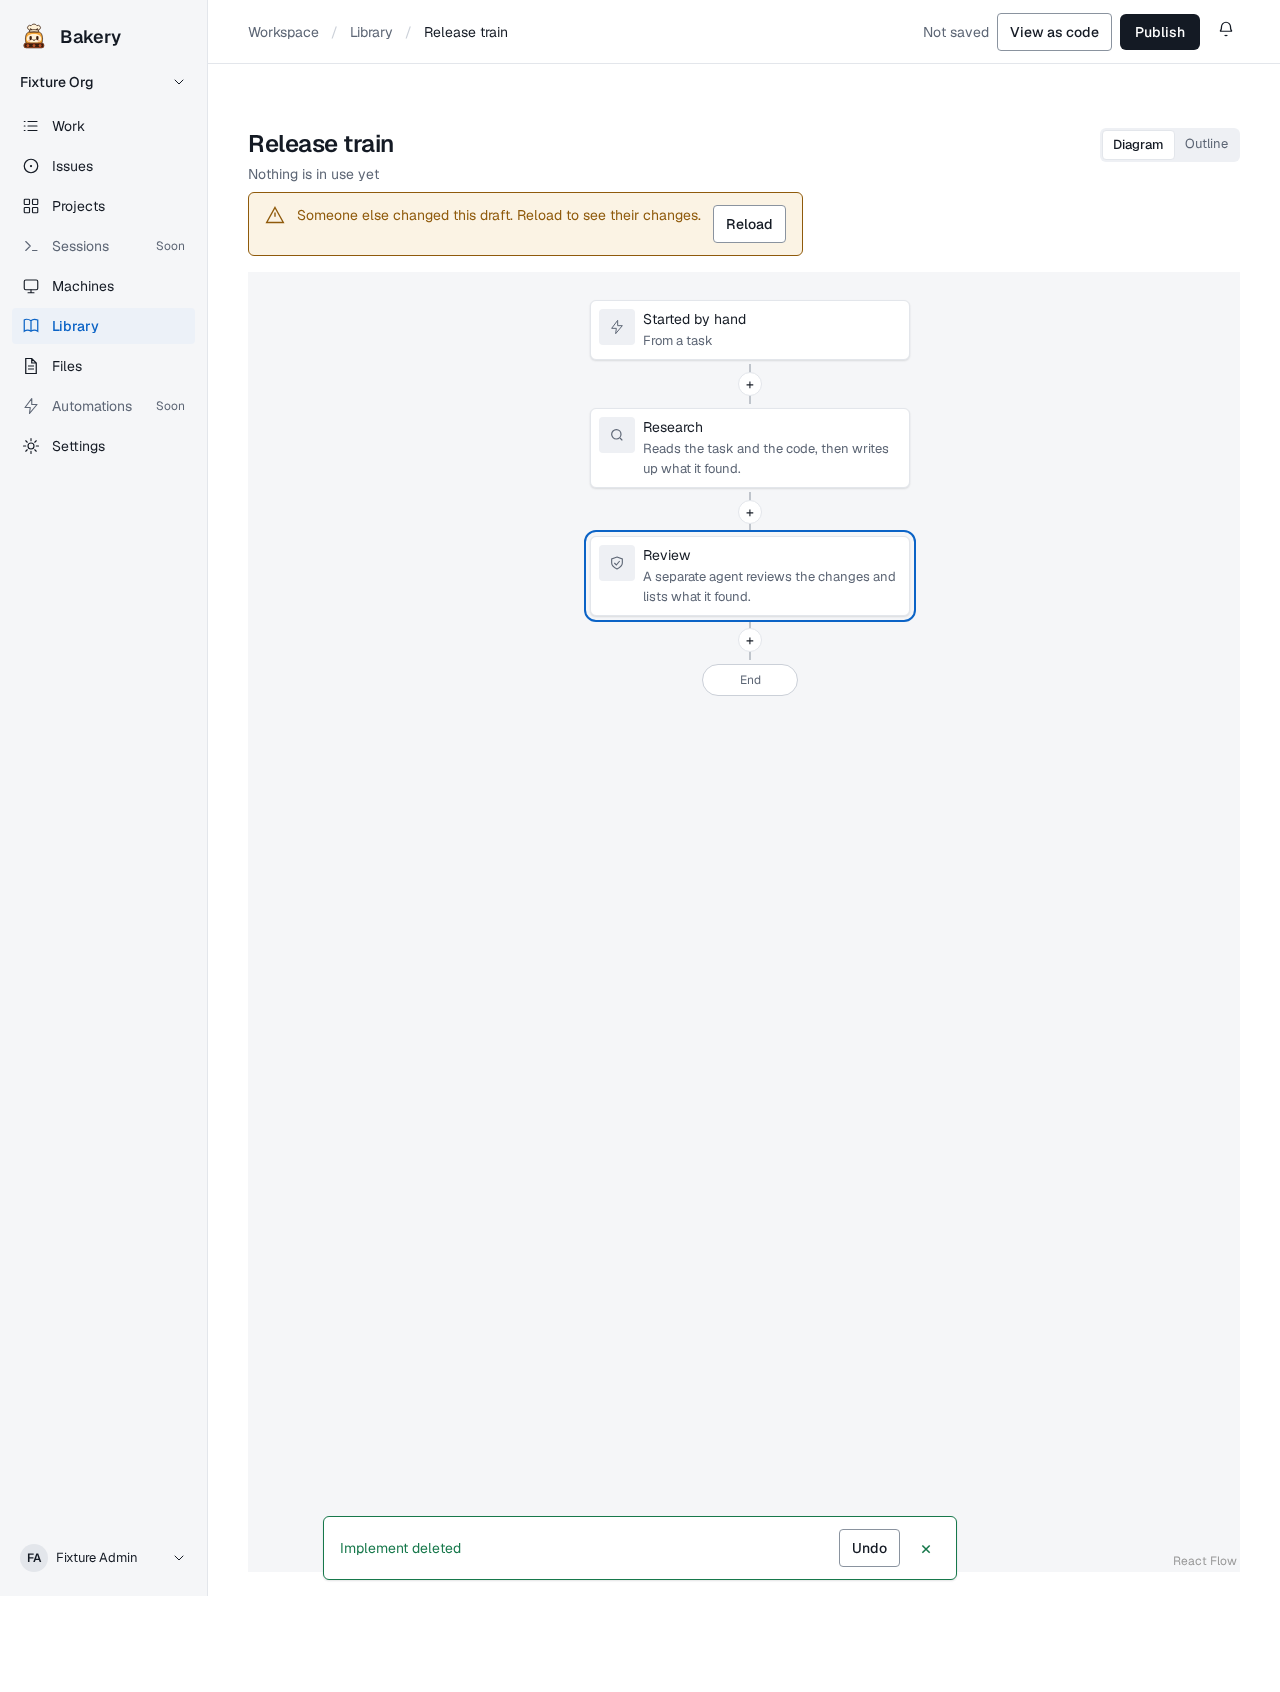 Bakery
Fixture Org
Work
Issues
Projects
Sessions Soon
Machines
Library
Files
Automations Soon
Settings
FA Fixture Admin
Workspace / Library / Release train
Not saved View as code Publish
Release train
Diagram Outline
Nothing is in use yet
Someone else changed this draft. Reload to see their changes. Reload
Started by hand
From a task
+
Research
Reads the task and the code, then writes
up what it found.
+
Review
A separate agent reviews the changes and
lists what it found.
+
End
Implement deleted Undo ×
React Flow